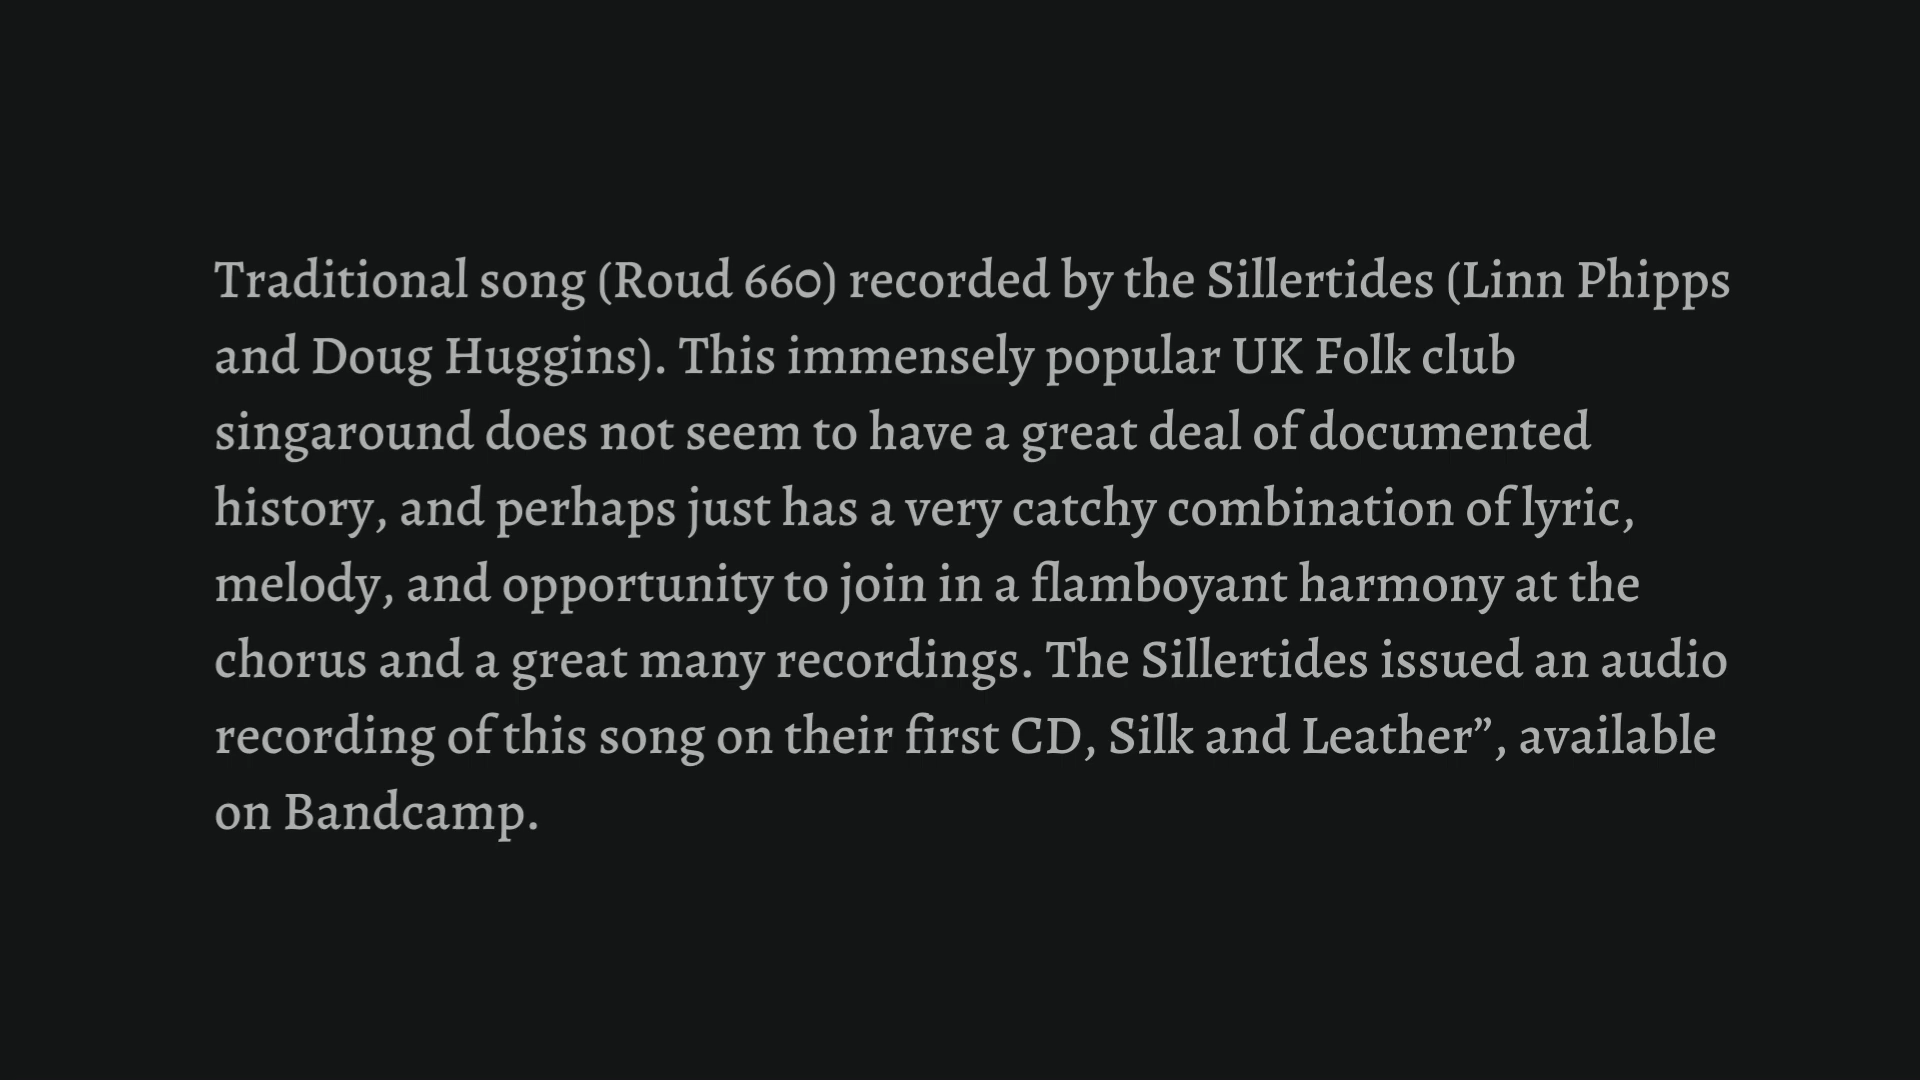 Traditional song (Roud 660) recorded by the Sillertides (Linn Phipps
and Doug Huggins). This immensely popular UK Folk club
singaround does not seem to have a great deal of documented
history, and perhaps just has a very catchy combination of lyric,
melody, and opportunity to join in a flamboyant harmony at the
chorus and a great many recordings. The Sillertides issued an audio
recording of this song on their first CD, Silk and Leather”, available
on Bandcamp.